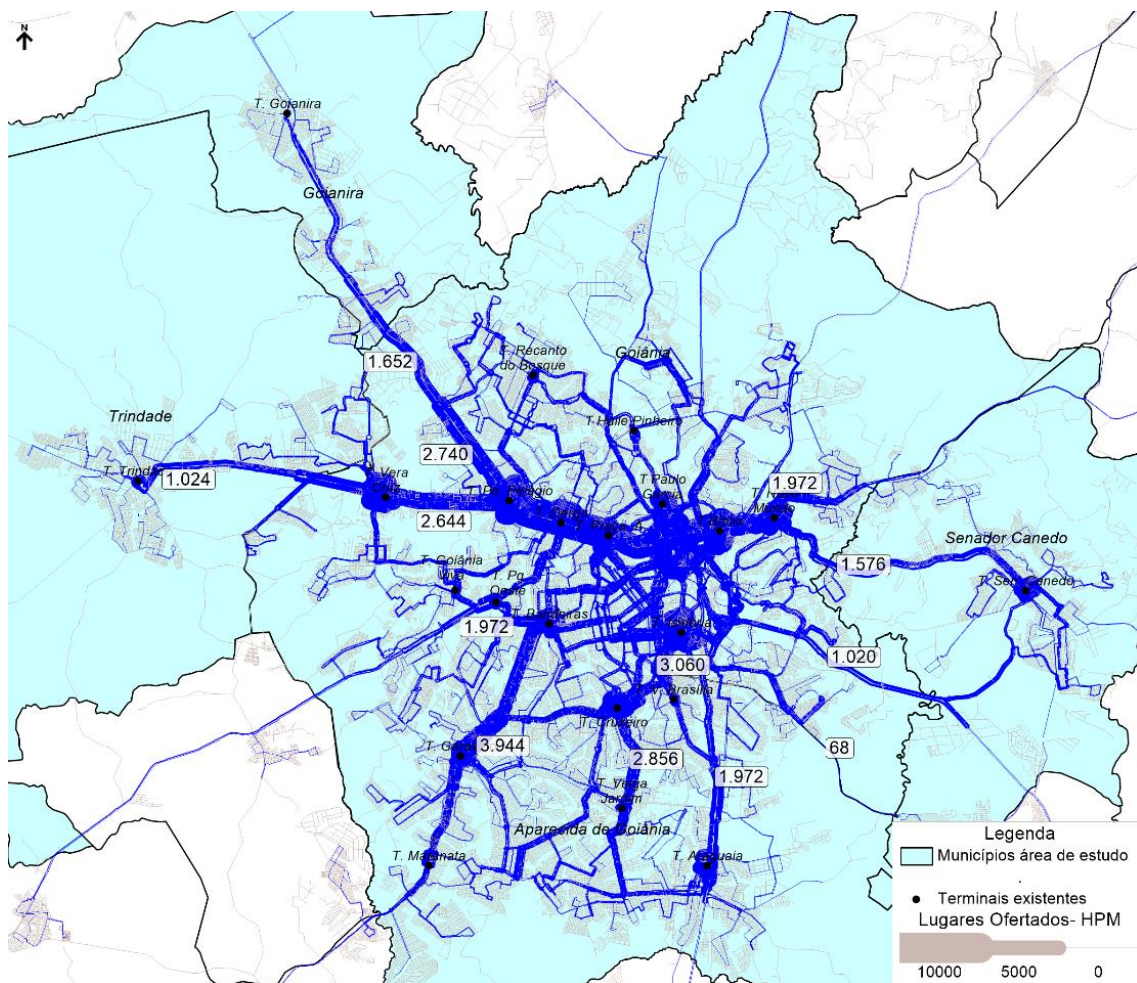 N
T. Goianira
Goianira
1.652
T. Recanto
do Bosque
Goiânia
Trindade
T Halle Pinheiro
2.740
Vera
1.024
T Paulo
Garcia
1.972
2.644
Senador Canedo
1.576
T. Sen. Canedo
T. Goiânia
Viva
T. Pq.
Oeste
1.972
1.020
3.060
T. V. Brasília
T. Cruzeiro
3.944
2.856
68
1.972
T. Veiga
Jardim
Aparecida de Goiânia
T. Maranata
T. Araguaia
Legenda
Municípios área de estudo
Terminais existentes
Lugares Ofertados- HPM
10000 5000 0